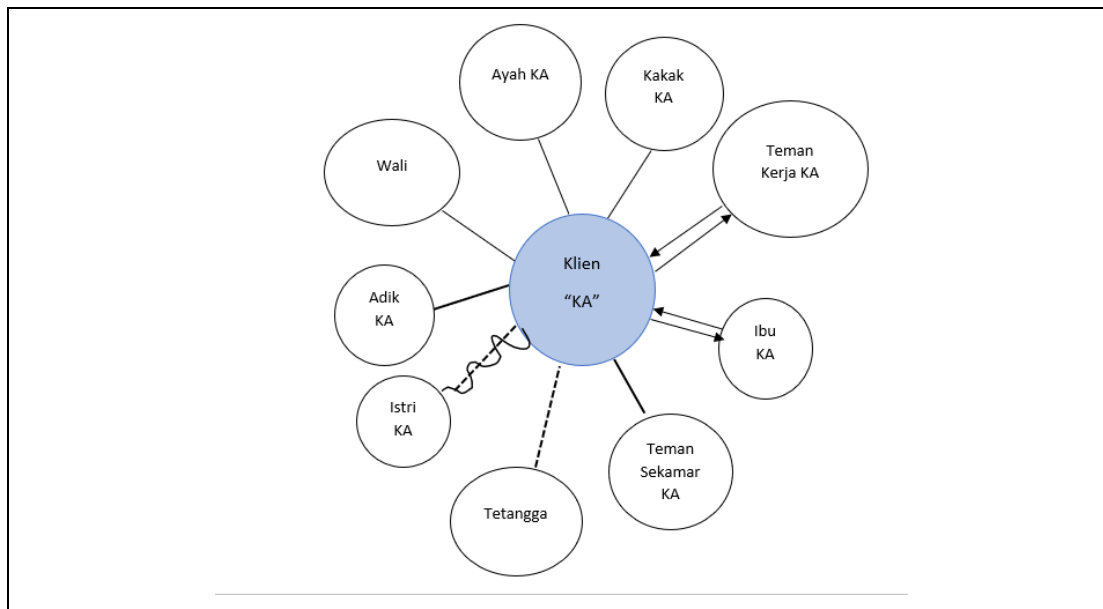 Ayah KA
Kakak
KA
Teman
Kerja KA
Wali
Klien
“KA”
Adik
KA
Ibu
KA
Istri
KA
Teman
Sekamar
KA
Tetangga